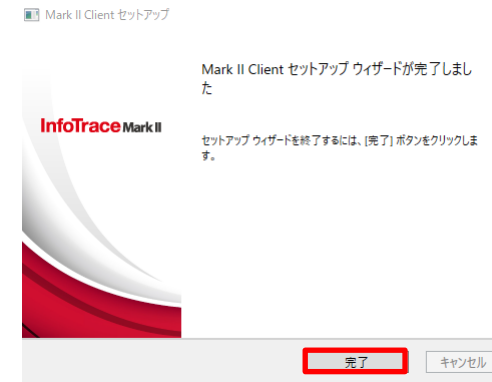 Mark II Client セットアップ
Mark II Client セットアップ ウィザードが完了しまし
た
InfoTrace Mark II
セットアップ ウィザードを終了するには、[完了] ボタンをクリックしま
す。
完了
キャンセル